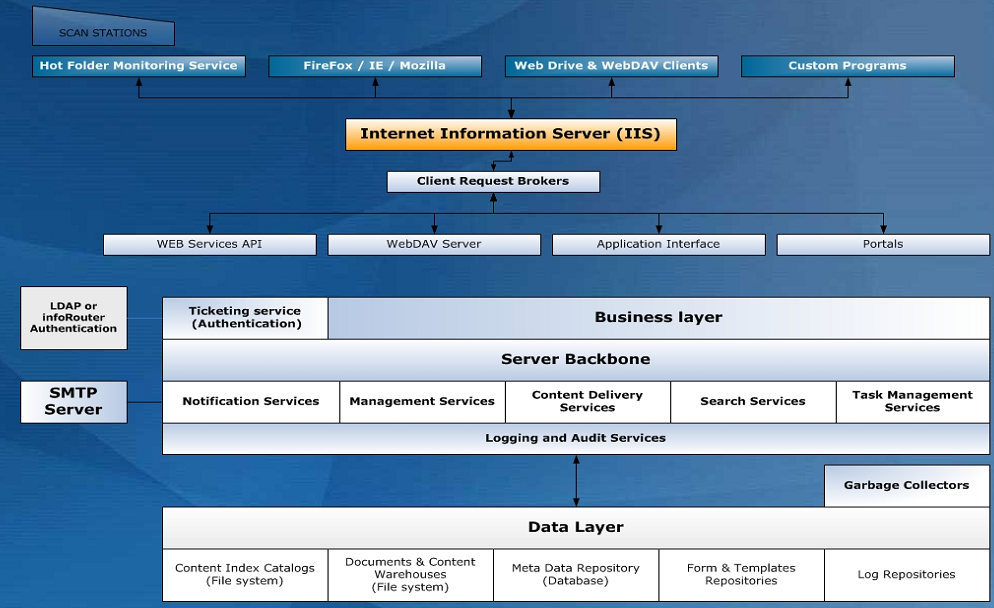 SCAN STATIONS
Hot Folder Monitoring Service
FireFox / IE / Mozilla
Web Drive & WebDAV Clients
Custom Programs
Internet Information Server (IIS)
Client Request Brokers
WEB Services API
WebDAV Server
Application Interface
Portals
LDAP or
infoRouter
Authentication
Ticketing service
(Authentication)
Business layer
Server Backbone
SMTP
Server
Notification Services
Management Services
Content Delivery
Services
Search Services
Task Management
Services
Logging and Audit Services
Garbage Collectors
Data Layer
Content Index Catalogs
(File system)
Documents & Content
Warehouses
(File system)
Meta Data Repository
(Database)
Form & Templates
Repositories
Log Repositories